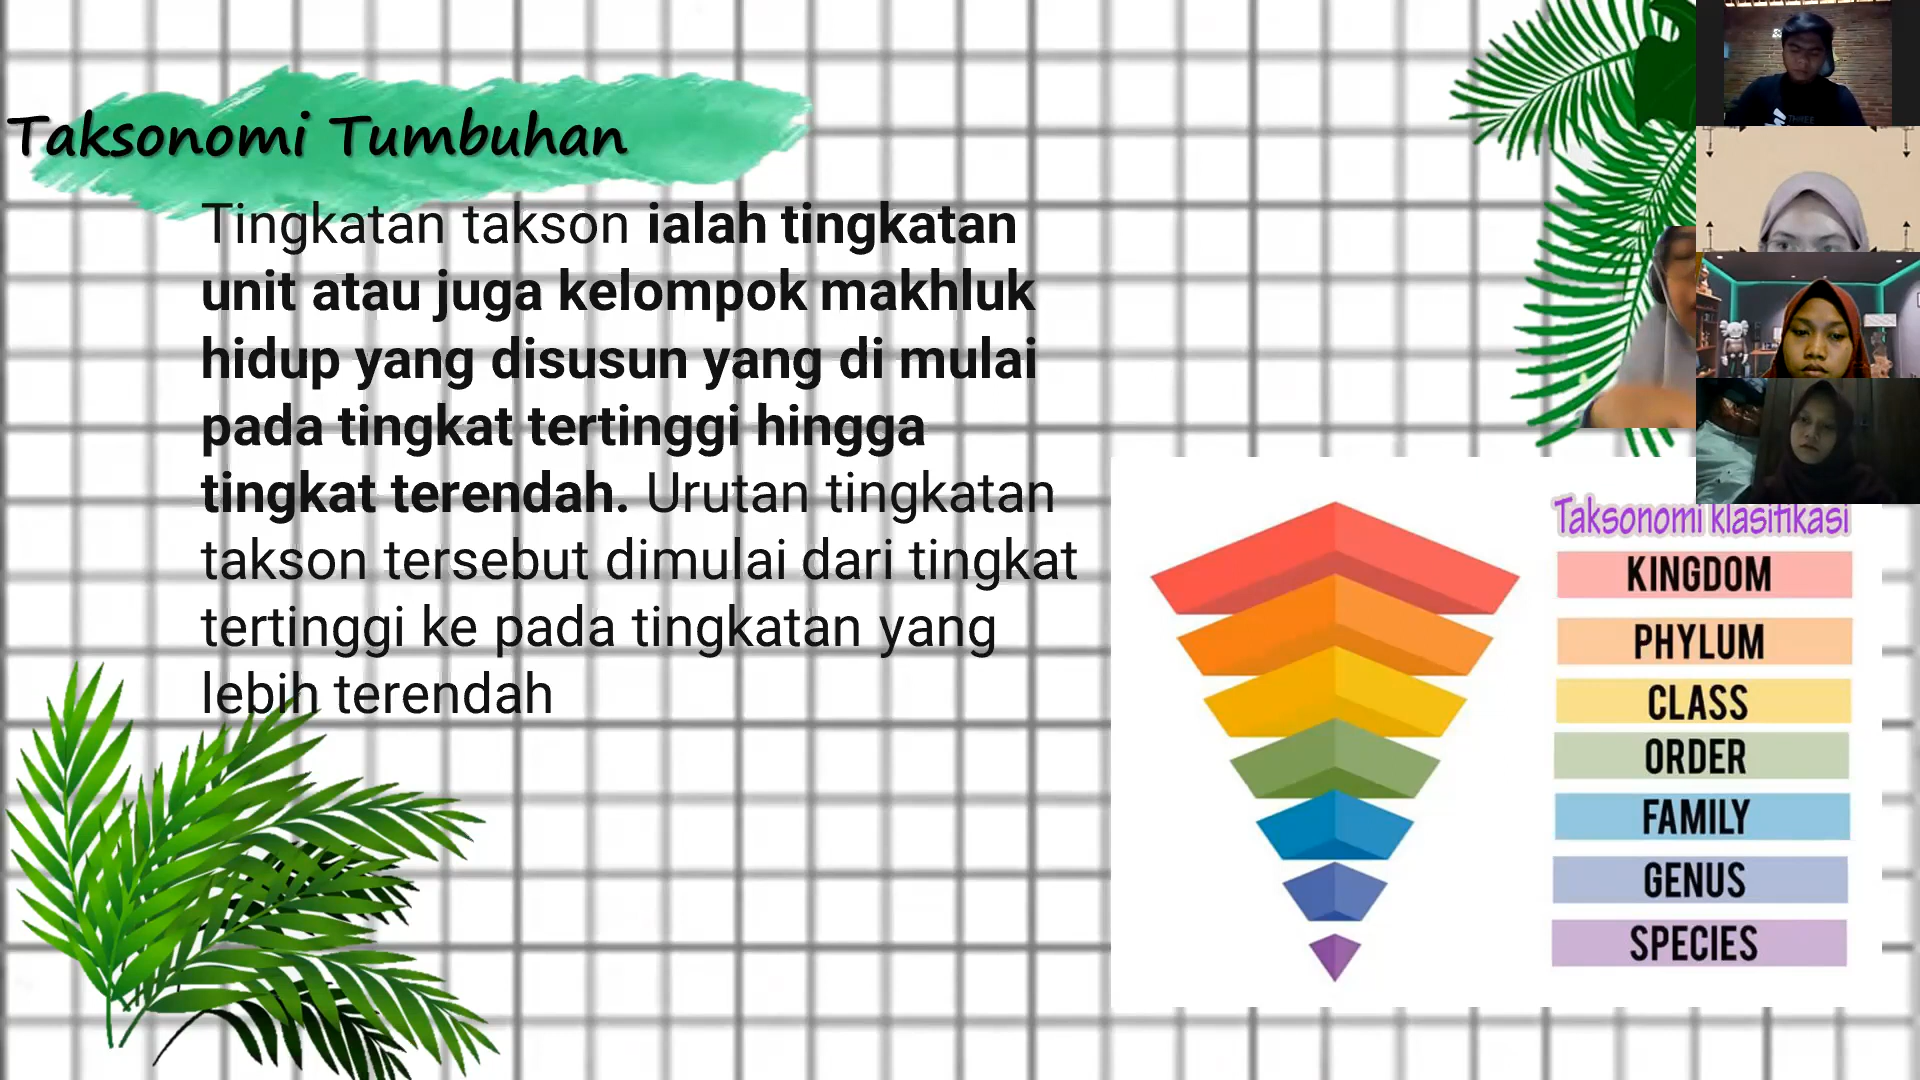 Taksonomi Tumbuhan
Tingkatan takson ialah tingkatan
unit atau juga kelompok makhluk
hidup yang disusun yang di mulai
pada tingkat tertinggi hingga
tingkat terendah. Urutan tingkatan
takson tersebut dimulai dari tingkat
tertinggi ke pada tingkatan yang
lebih terendah
Taksonomi klasifikasi
KINGDOM
PHYLUM
CLASS
ORDER
FAMILY
GENUS
SPECIES